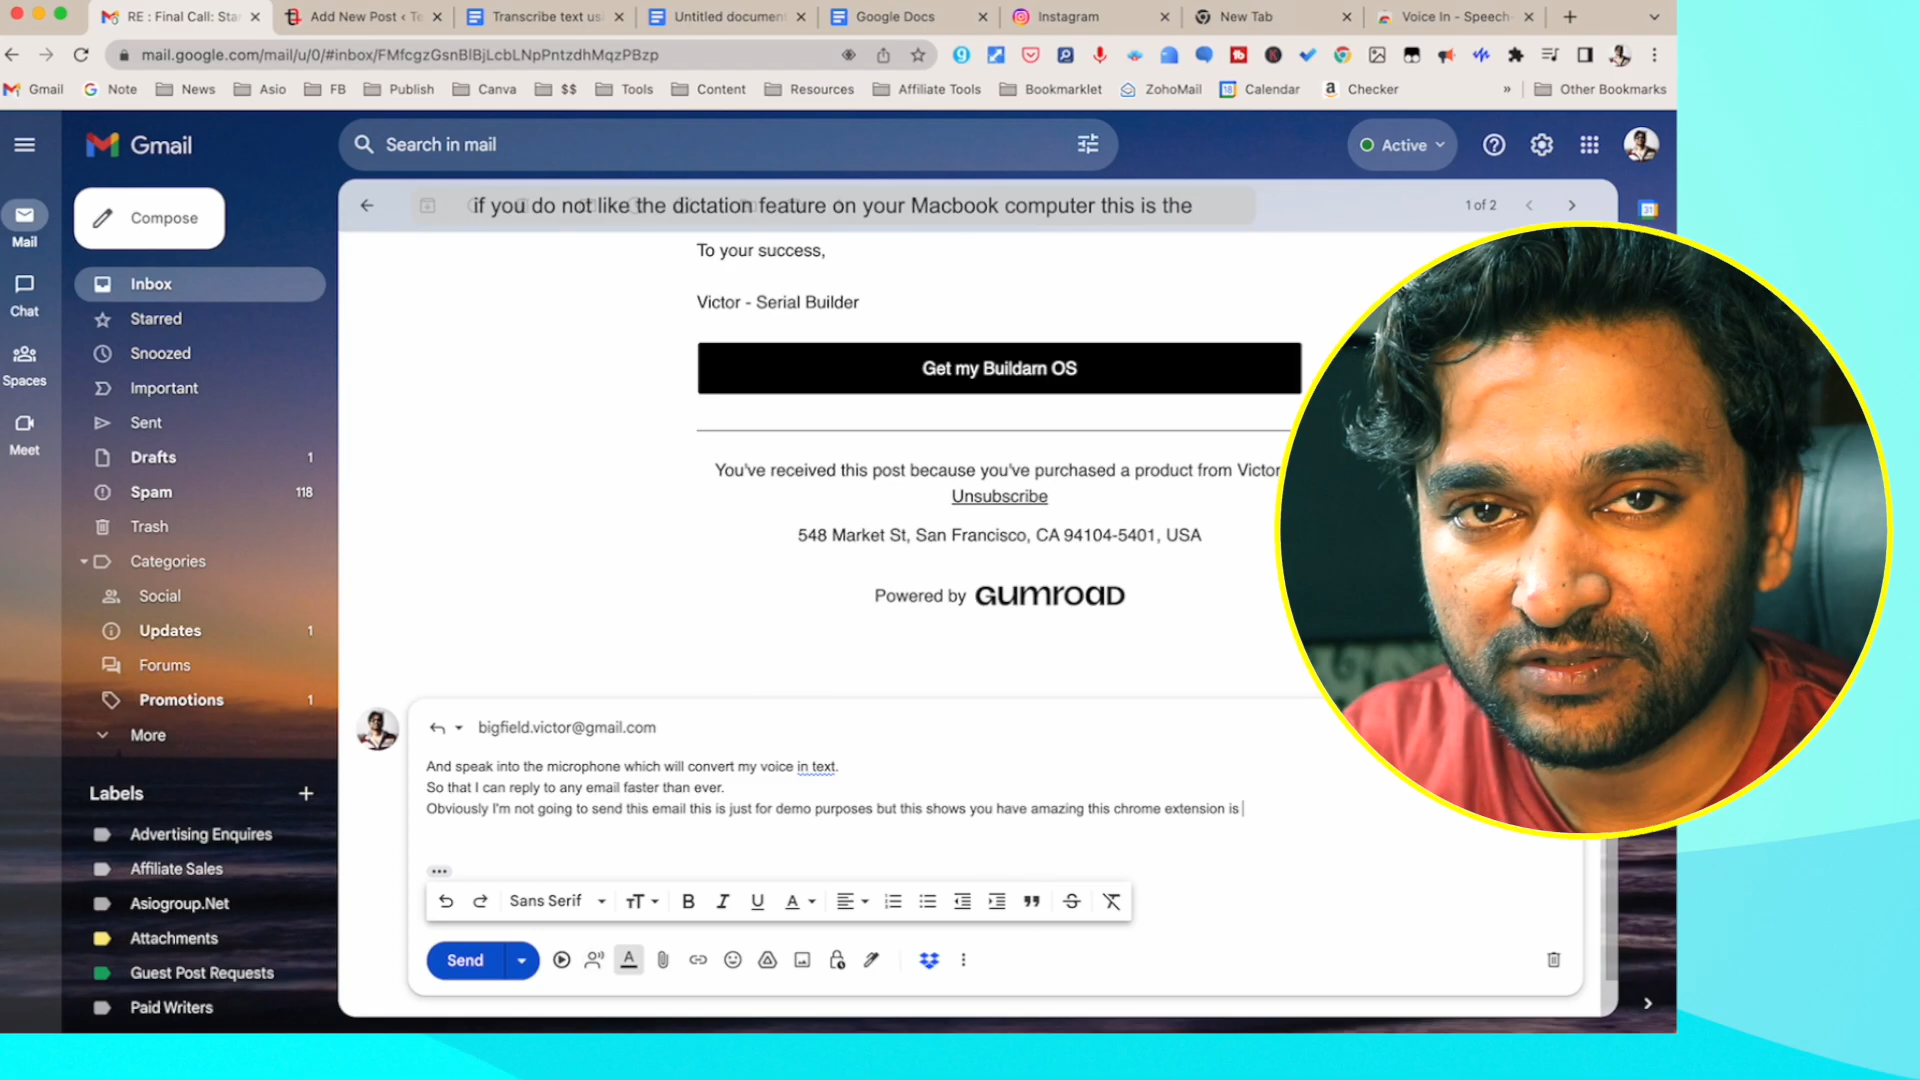 RE : Final Call: Star
Add New Post ‹ Te
Transcribe text usi
Untitled document
Google Docs
Instagram
New Tab
Voice In - Speech-
mail.google.com/mail/u/0/#inbox/FMfcgzGsnBlBjLcbLNpPntzdhMqzPBzp
Gmail
Note
News
Asio
FB
Publish
Canva
$$
Tools
Content
Resources
Affiliate Tools
Bookmarklet
ZohoMail
Calendar
Checker
»
Other Bookmarks
Gmail
Search in mail
Active
Compose
if you do not like the dictation feature on your Macbook computer this is the
1 of 2
Mail
Chat
Spaces
Meet
Inbox
Starred
Snoozed
Important
Sent
Drafts 1
Spam 118
Trash
Categories
Social
Updates 1
Forums
Promotions 1
More
Labels
Advertising Enquires
Affiliate Sales
Asiogroup.Net
Attachments
Guest Post Requests
Paid Writers
To your success,
Victor - Serial Builder
Get my Buildarn OS
You've received this post because you've purchased a product from Victor
Unsubscribe
548 Market St, San Francisco, CA 94104-5401, USA
Powered by GUMROAD
bigfield.victor@gmail.com
And speak into the microphone which will convert my voice in text.
So that I can reply to any email faster than ever.
Obviously I'm not going to send this email this is just for demo purposes but this shows you have amazing this chrome extension is
Sans Serif
Send